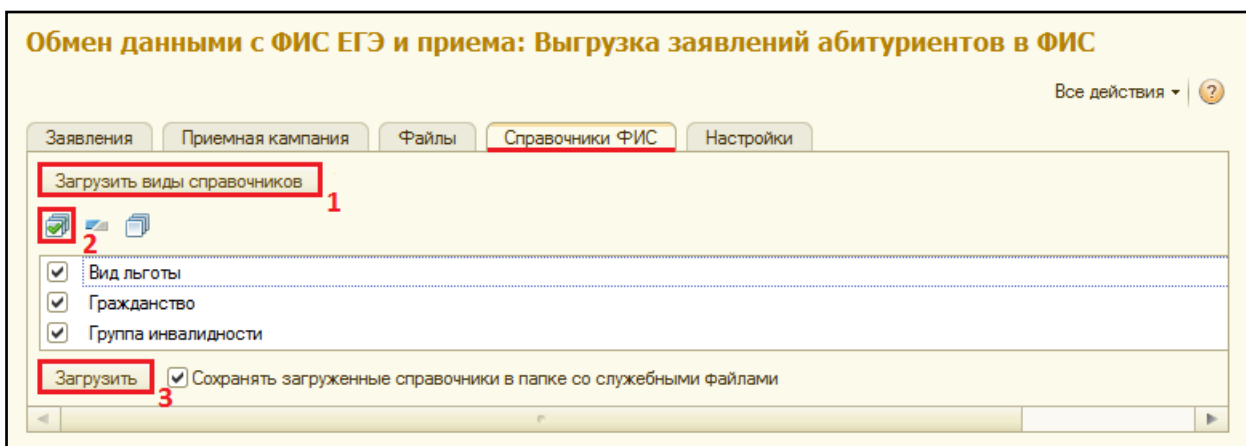 Обмен данными с ФИС ЕГЭ и приема: Выгрузка заявлений абитуриентов в ФИС
Все действия ?
Заявления Приемная кампания Файлы Справочники ФИС Настройки
Загрузить виды справочников
1
2
Вид льготы
Гражданство
Группа инвалидности
Загрузить Сохранять загруженные справочники в папке со служебными файлами
3